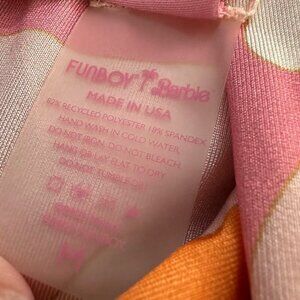 FUNBOY Barbie
MADE IN USA
82% RECYCLED POLYESTER 18% SPANDEX
HAND WASH IN COLD WATER
DO NOT IRON. DO NOT BLEACH
HANG OR LAY FLAT TO DRY
DO NOT TUMBLE DRY
M